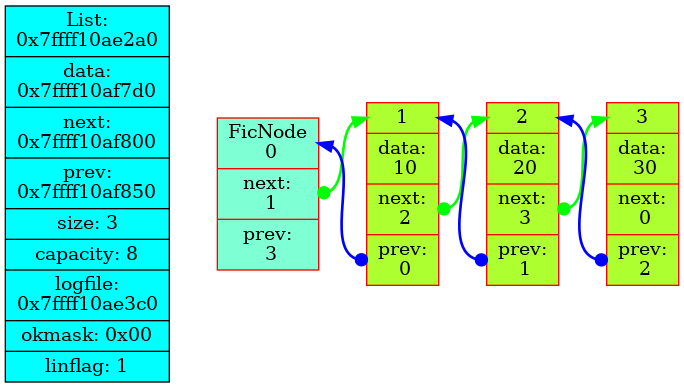 List:
0x7ffff10ae2a0
data:
0x7ffff10af7d0
next:
0x7ffff10af800
prev:
0x7ffff10af850
size: 3
capacity: 8
logfile:
0x7ffff10ae3c0
okmask: 0x00
linflag: 1
FicNode
0
next:
1
prev:
3
1
data:
10
next:
2
prev:
0
2
data:
20
next:
3
prev:
1
3
data:
30
next:
0
prev:
2